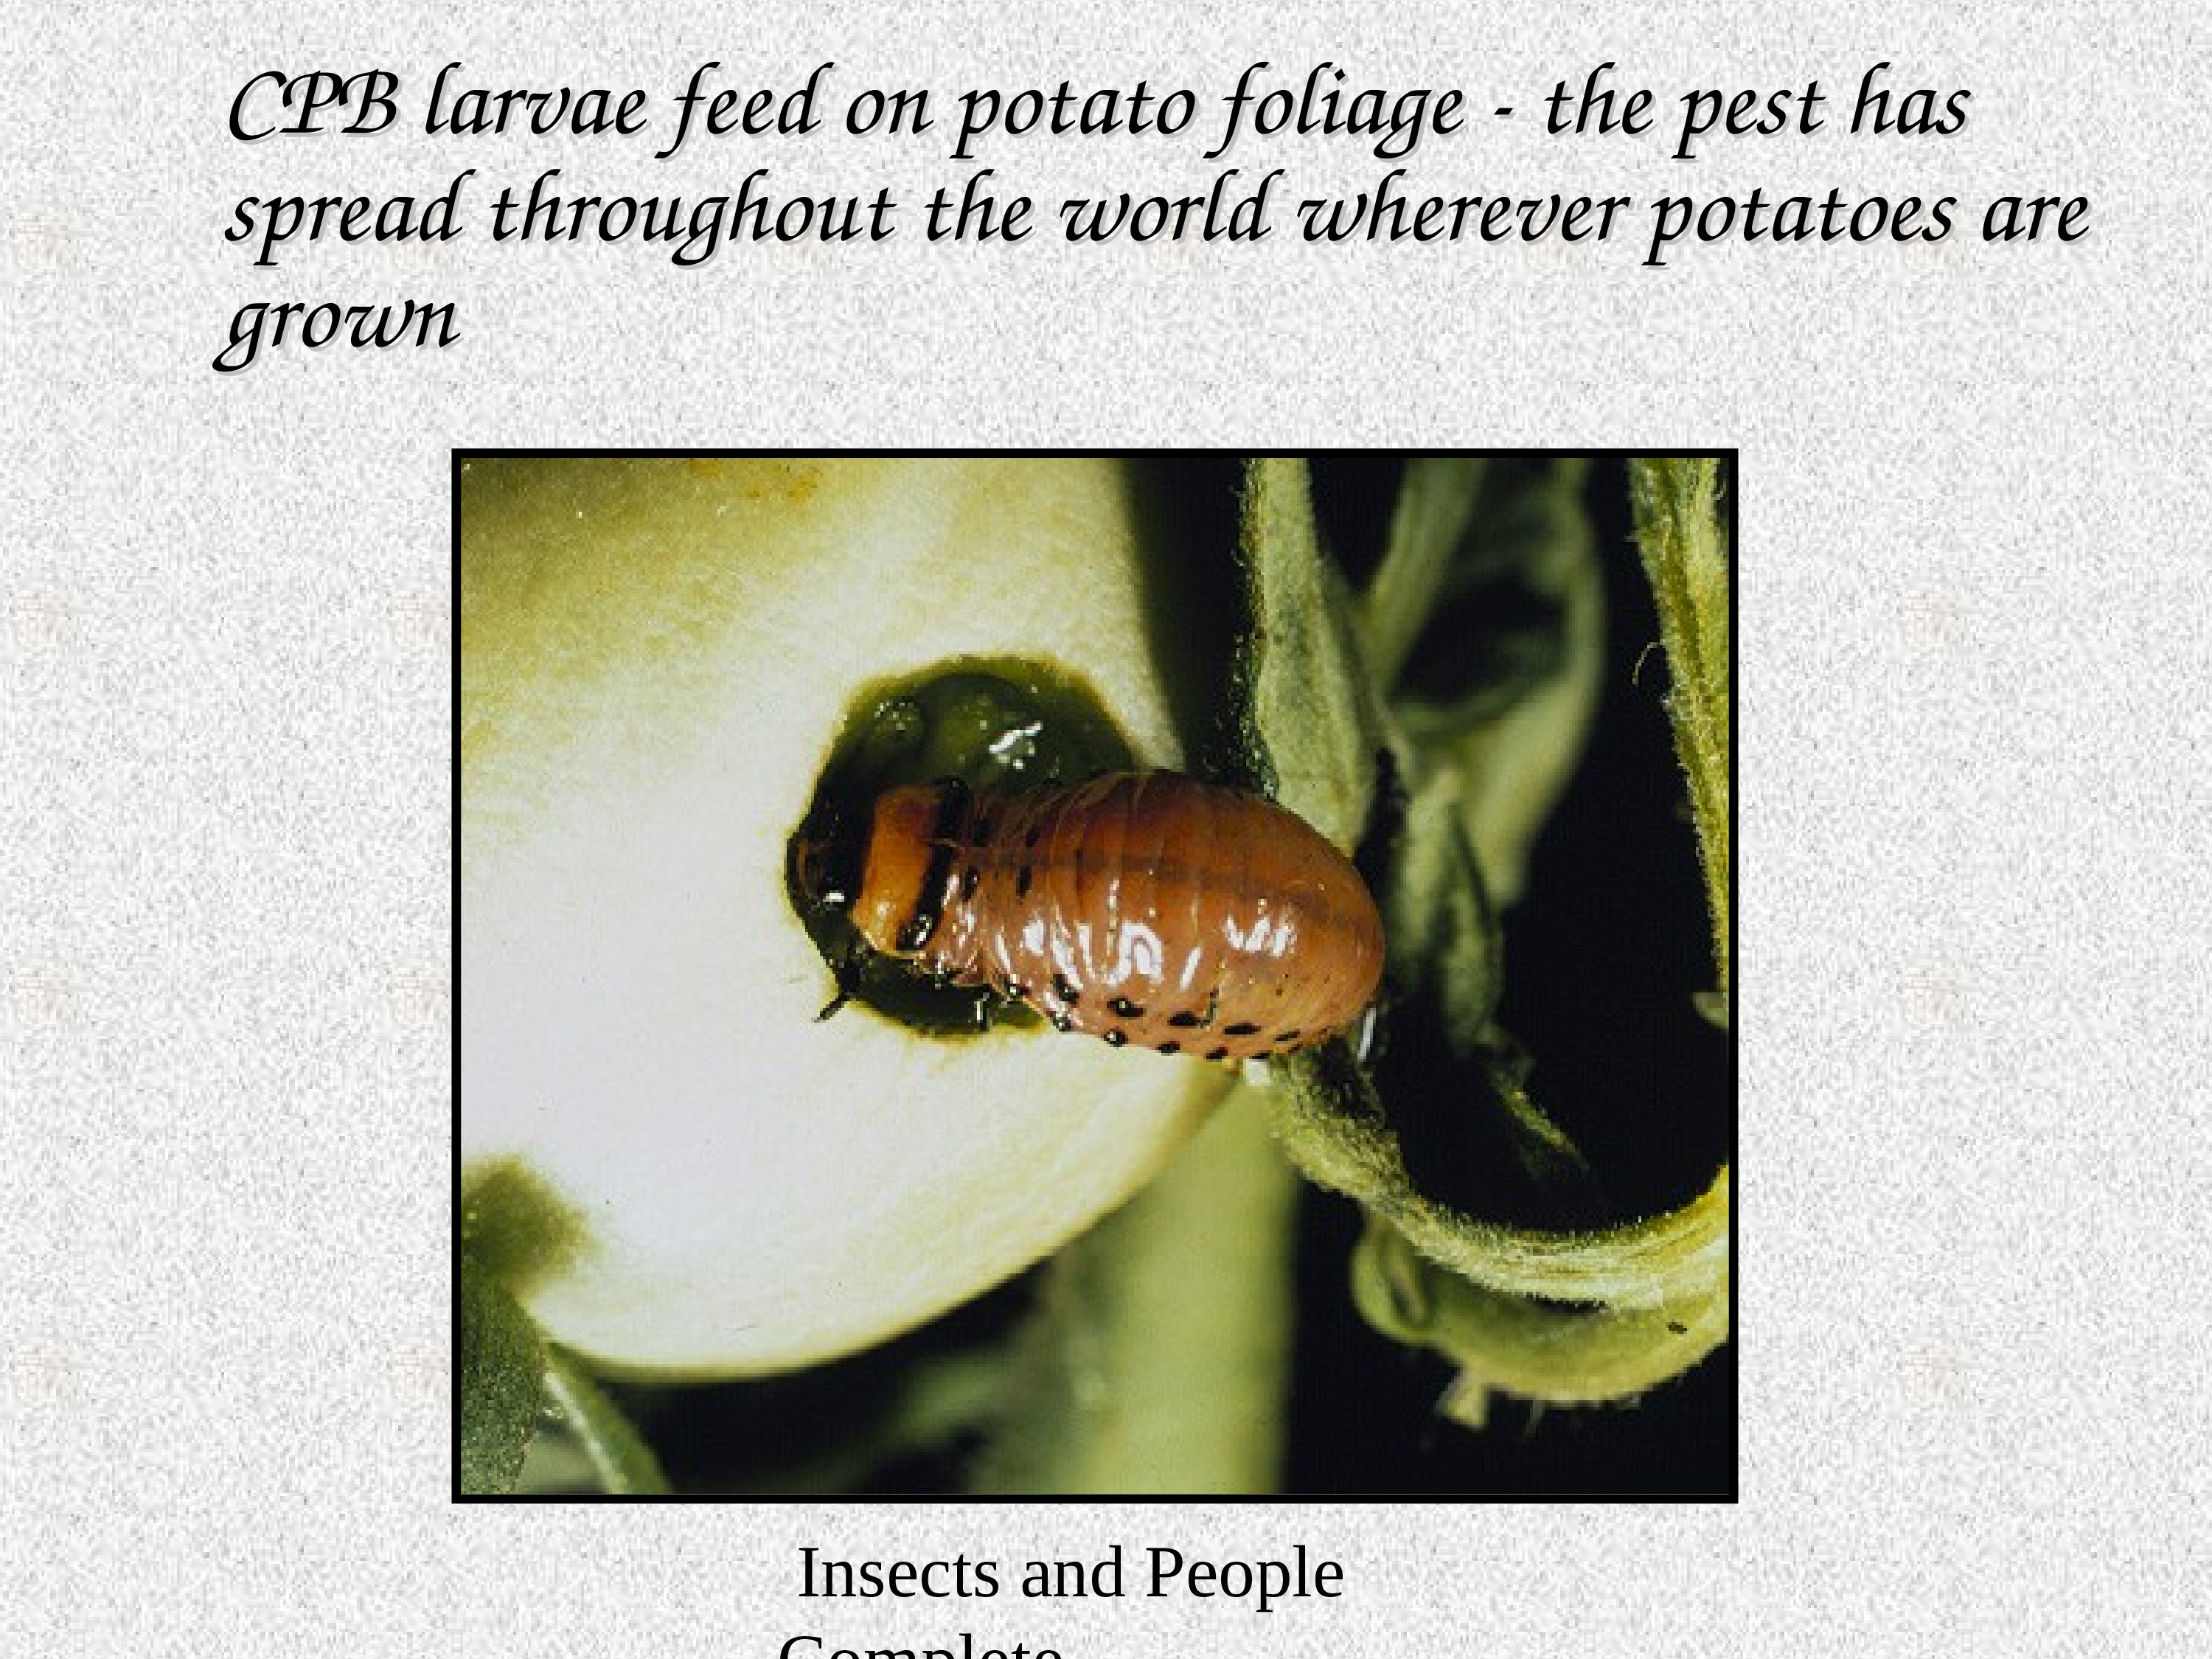 CPB larvae feed on potato foliage - the pest has
spread throughout the world wherever potatoes are
grown
Insects and People
Complete